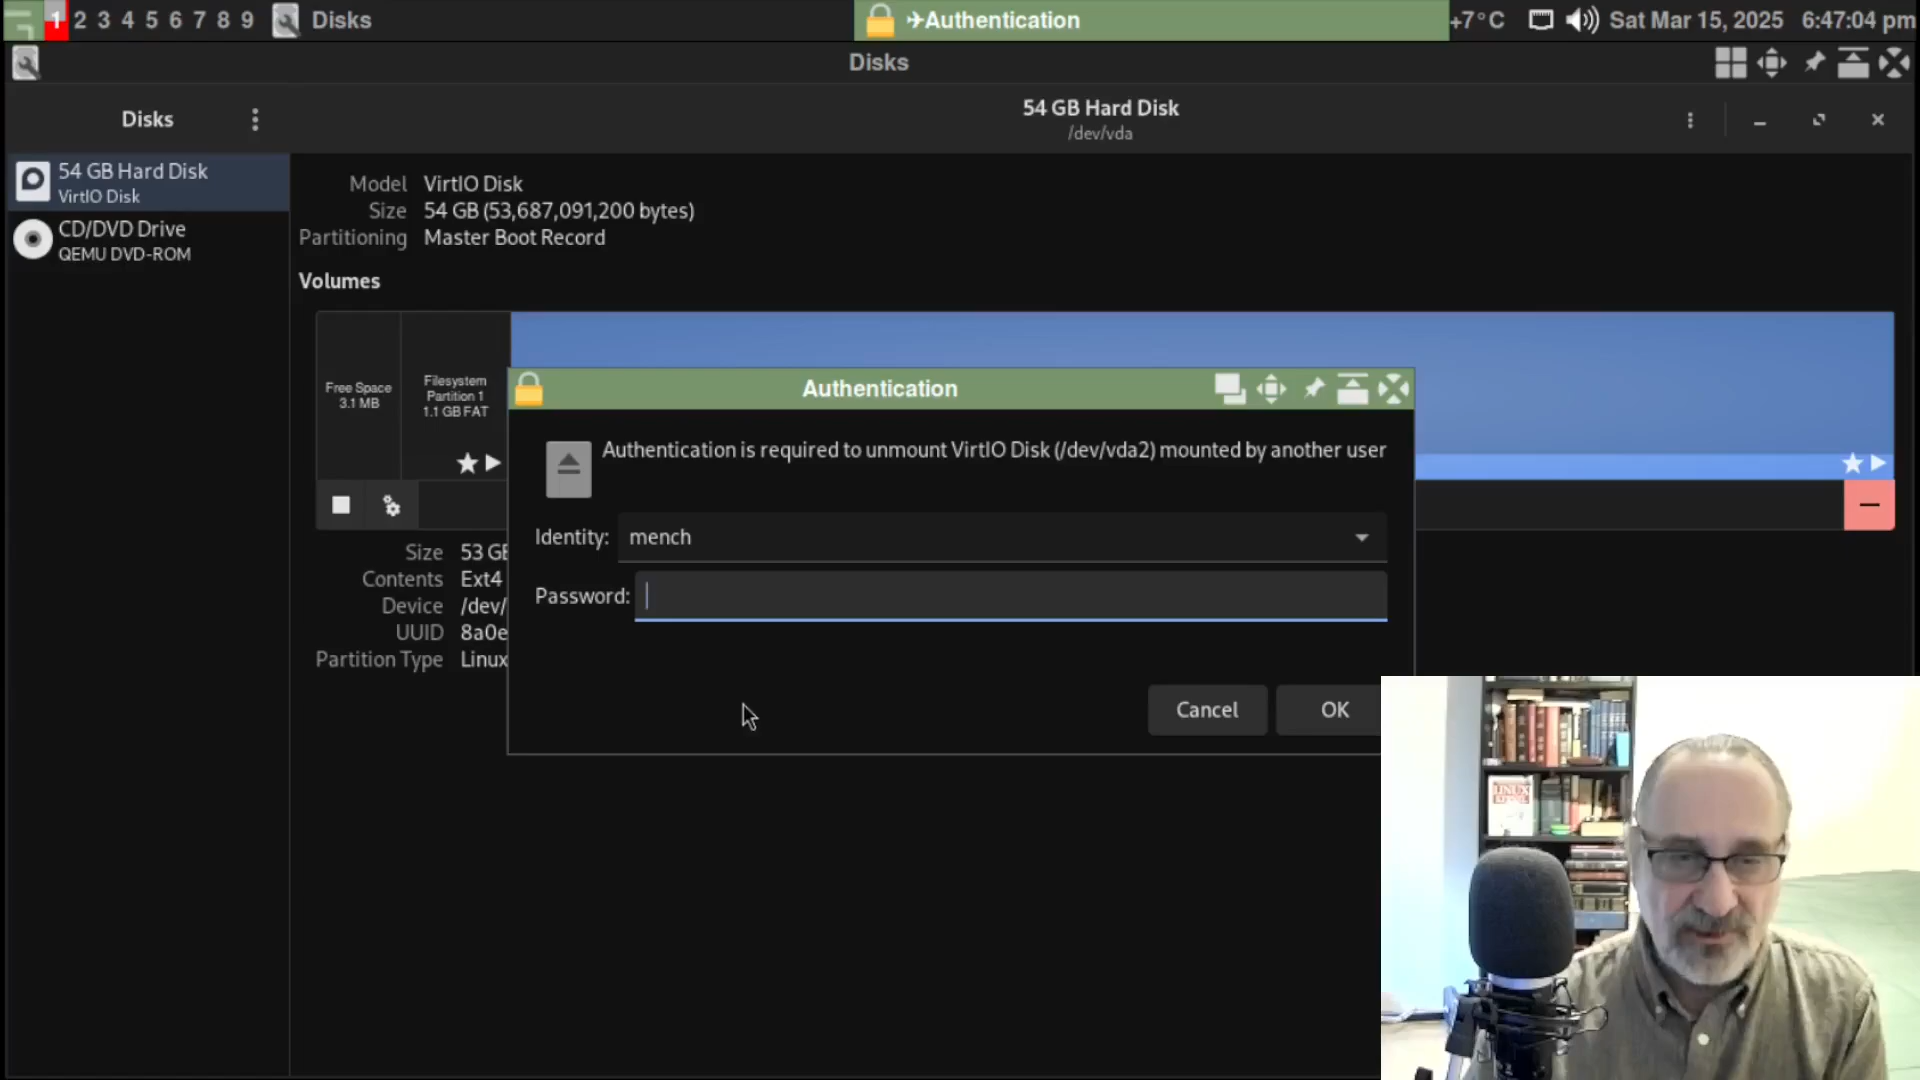 1 2 3 4 5 6 7 8 9 Disks
✈Authentication
+7°C
Sat Mar 15, 2025 6:47:04 pm
Disks
Disks
54 GB Hard Disk
/dev/vda
54 GB Hard Disk
VirtIO Disk
CD/DVD Drive
QEMU DVD-ROM
Model VirtIO Disk
Size 54 GB (53,687,091,200 bytes)
Partitioning Master Boot Record
Volumes
Free Space
3.1 MB
Filesystem
Partition 1
1.1 GB FAT
Authentication
Authentication is required to unmount VirtIO Disk (/dev/vda2) mounted by another user
Identity: mench
Password:
Cancel OK
Size 53 GB
Contents Ext4
Device /dev/
UUID 8a0e
Partition Type Linux
LINUX